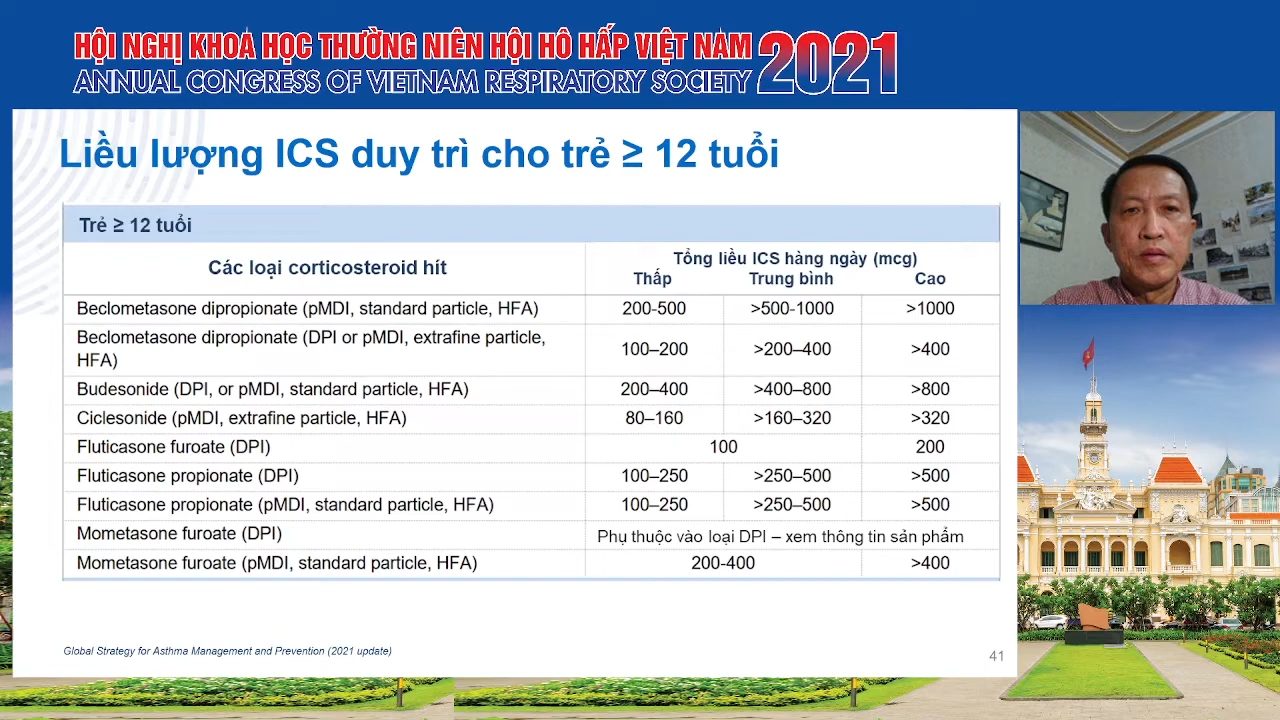 HỘI NGHỊ KHOA HỌC THƯỜNG NIÊN HỘI HÔ HẤP VIỆT NAM 2021
ANNUAL CONGRESS OF VIETNAM RESPIRATORY SOCIETY
Liều lượng ICS duy trì cho trẻ ≥ 12 tuổi
Trẻ ≥ 12 tuổi
Các loại corticosteroid hít
Tổng liều ICS hàng ngày (mcg)
Thấp Trung bình Cao
Beclometasone dipropionate (pMDI, standard particle, HFA) 200-500 >500-1000 >1000
Beclometasone dipropionate (DPI or pMDI, extrafine particle,
HFA) 100–200 >200–400 >400
Budesonide (DPI, or pMDI, standard particle, HFA) 200–400 >400–800 >800
Ciclesonide (pMDI, extrafine particle, HFA) 80–160 >160–320 >320
Fluticasone furoate (DPI) 100 200
Fluticasone propionate (DPI) 100–250 >250–500 >500
Fluticasone propionate (pMDI, standard particle, HFA) 100–250 >250–500 >500
Mometasone furoate (DPI) Phụ thuộc vào loại DPI – xem thông tin sản phẩm
Mometasone furoate (pMDI, standard particle, HFA) 200-400 >400
Global Strategy for Asthma Management and Prevention (2021 update)
41